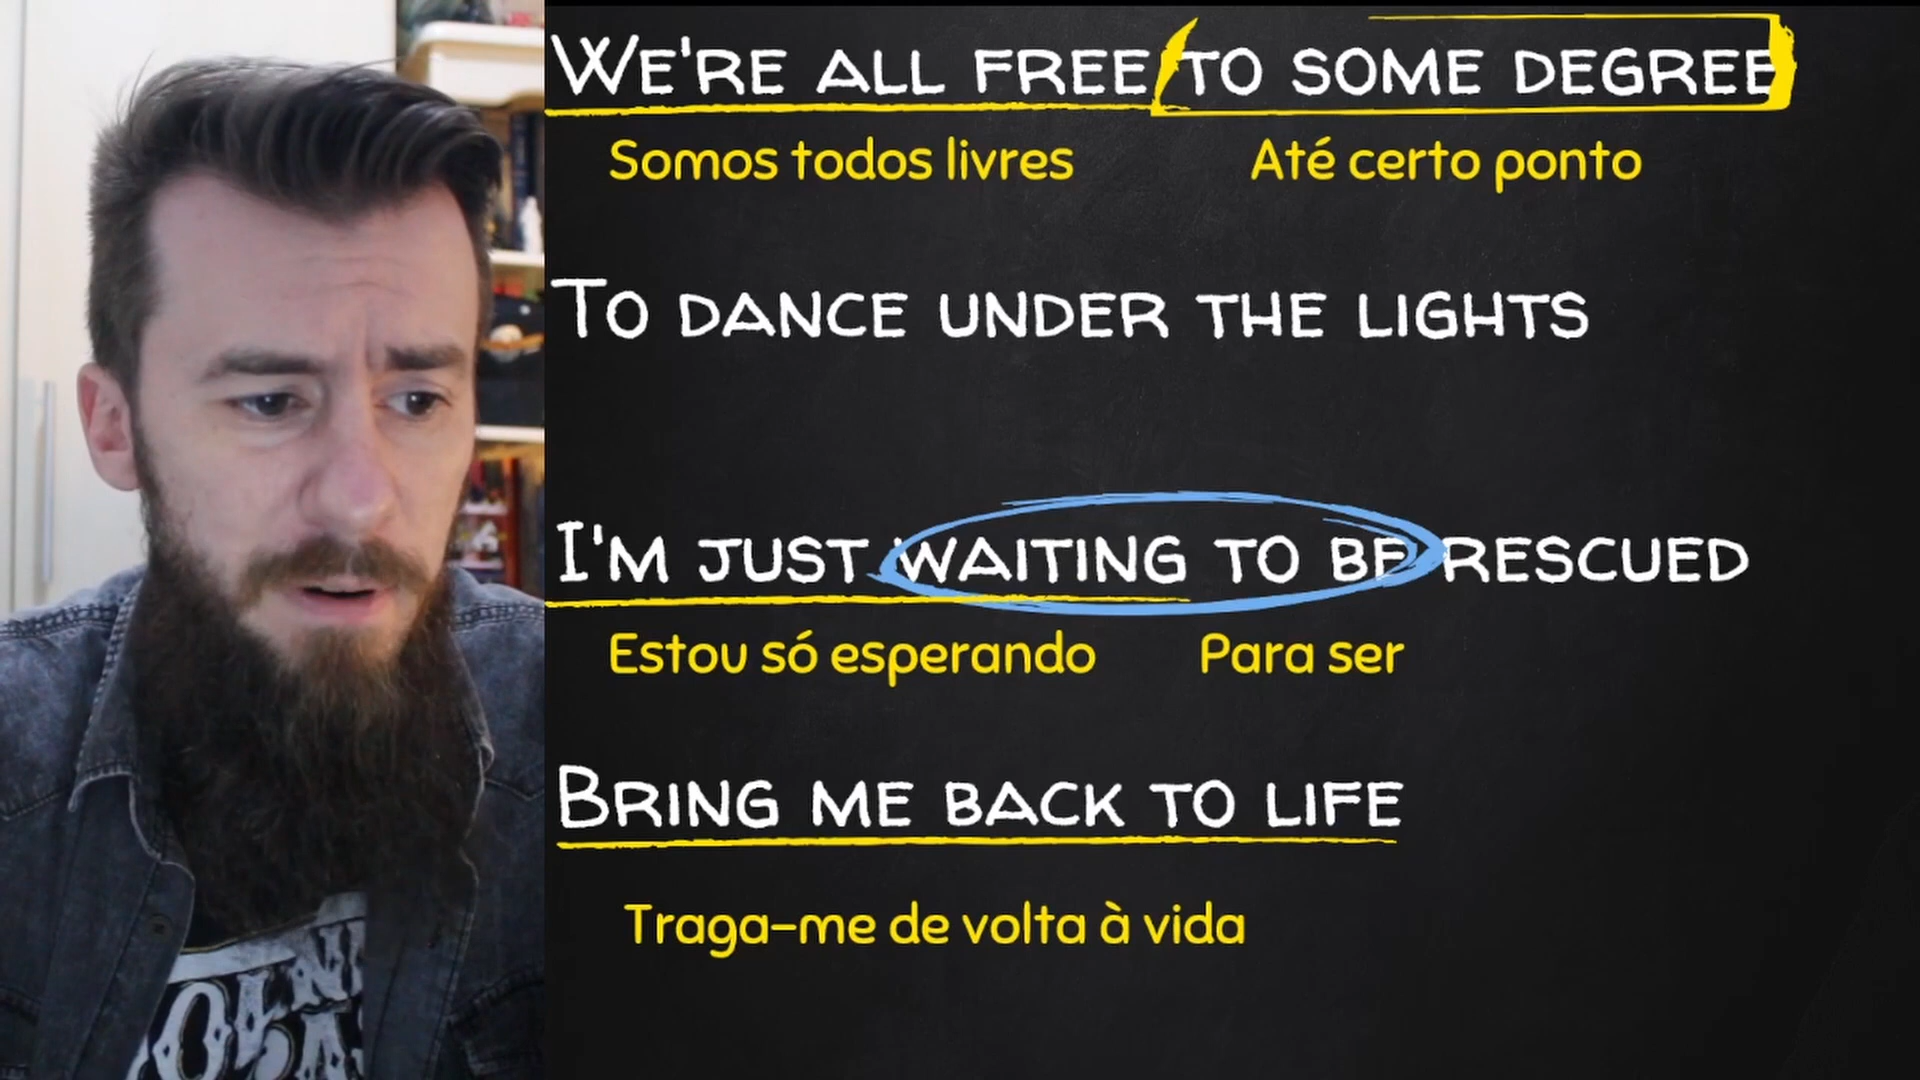 WE'RE ALL FREE TO SOME DEGREE
Somos todos livres Até certo ponto
TO DANCE UNDER THE LIGHTS
I'M JUST WAITING TO BE RESCUED
Estou só esperando Para ser
BRING ME BACK TO LIFE
Traga-me de volta à vida